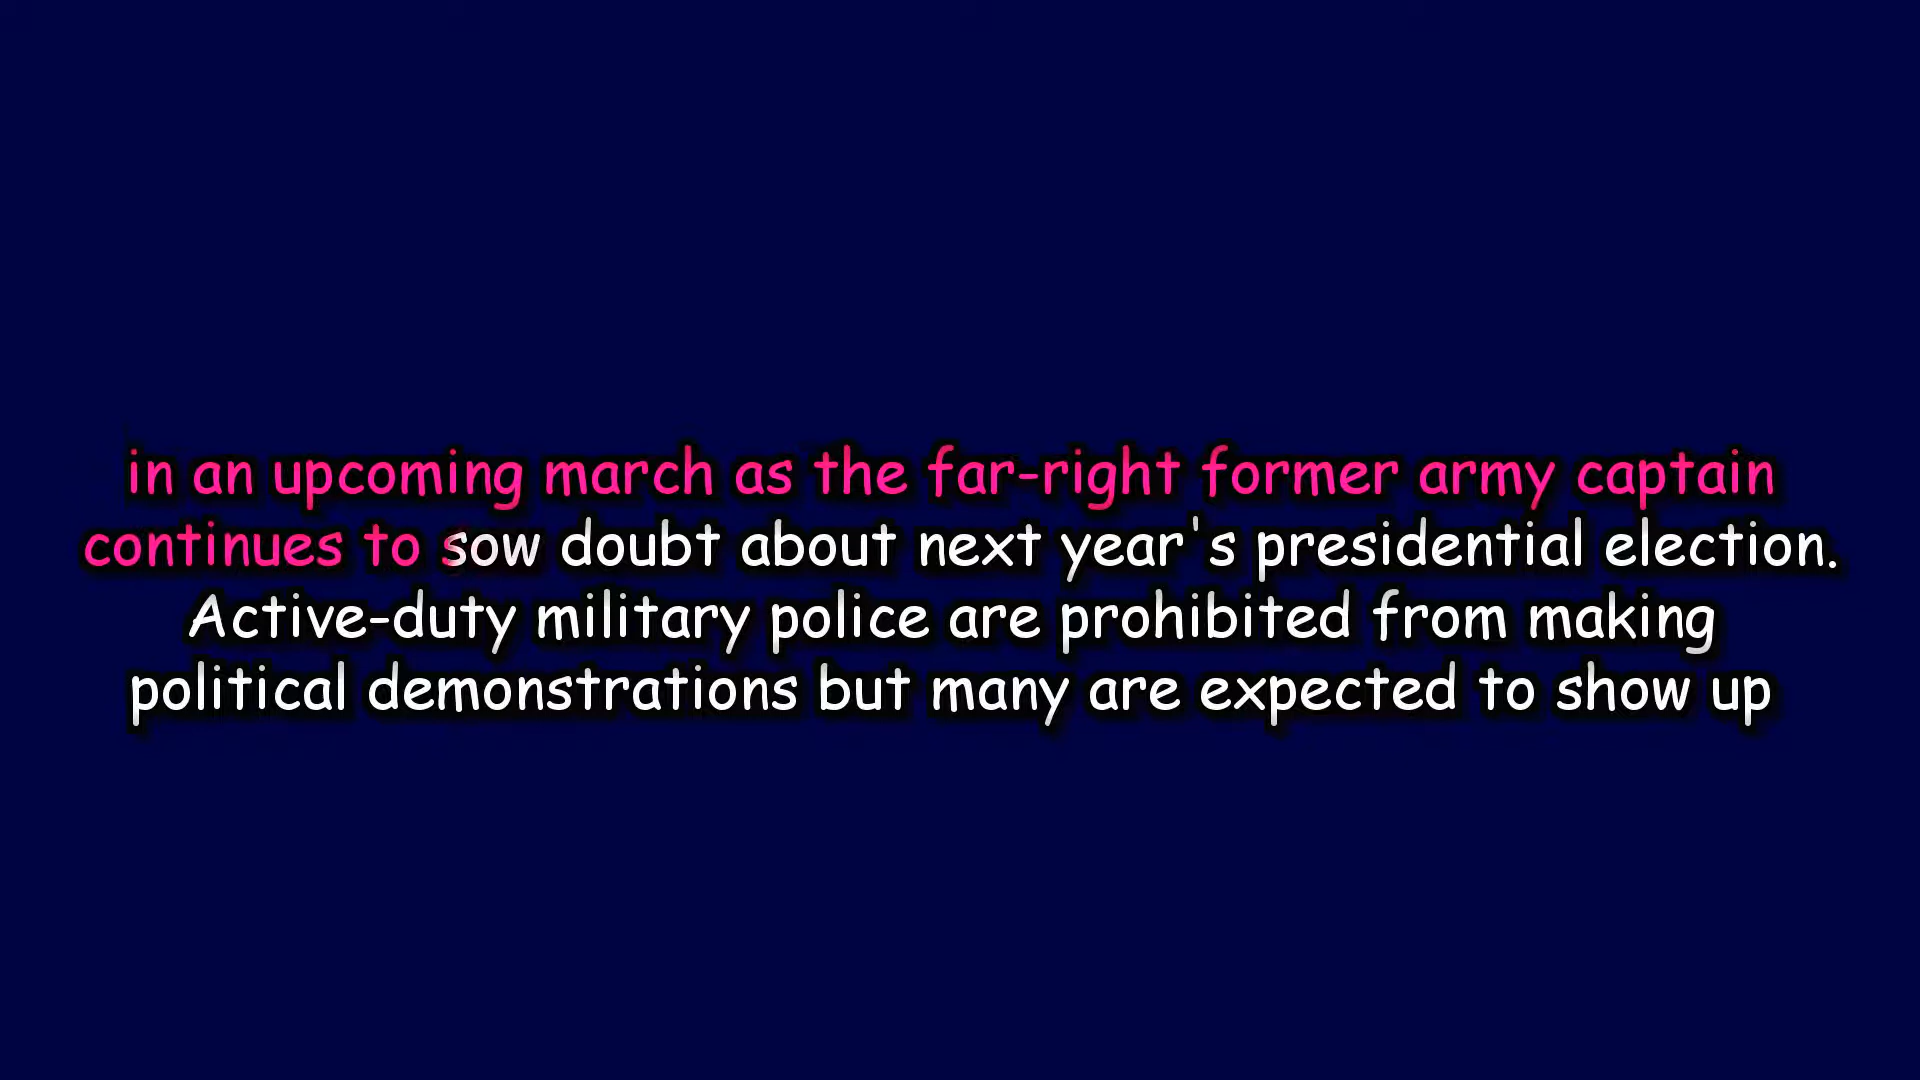 in an upcoming march as the far-right former army captain
continues to sow doubt about next year's presidential election.
Active-duty military police are prohibited from making
political demonstrations but many are expected to show up